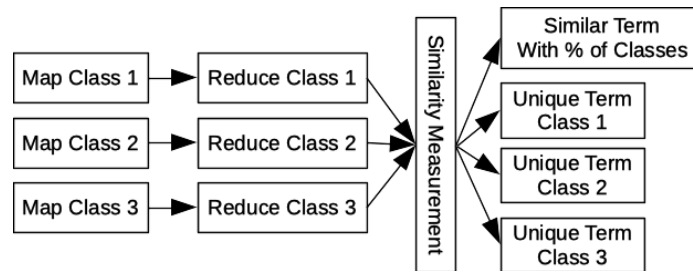 Map Class 1
Reduce Class 1
Map Class 2
Reduce Class 2
Map Class 3
Reduce Class 3
Similarity Measurement
Similar Term
With % of Classes
Unique Term
Class 1
Unique Term
Class 2
Unique Term
Class 3